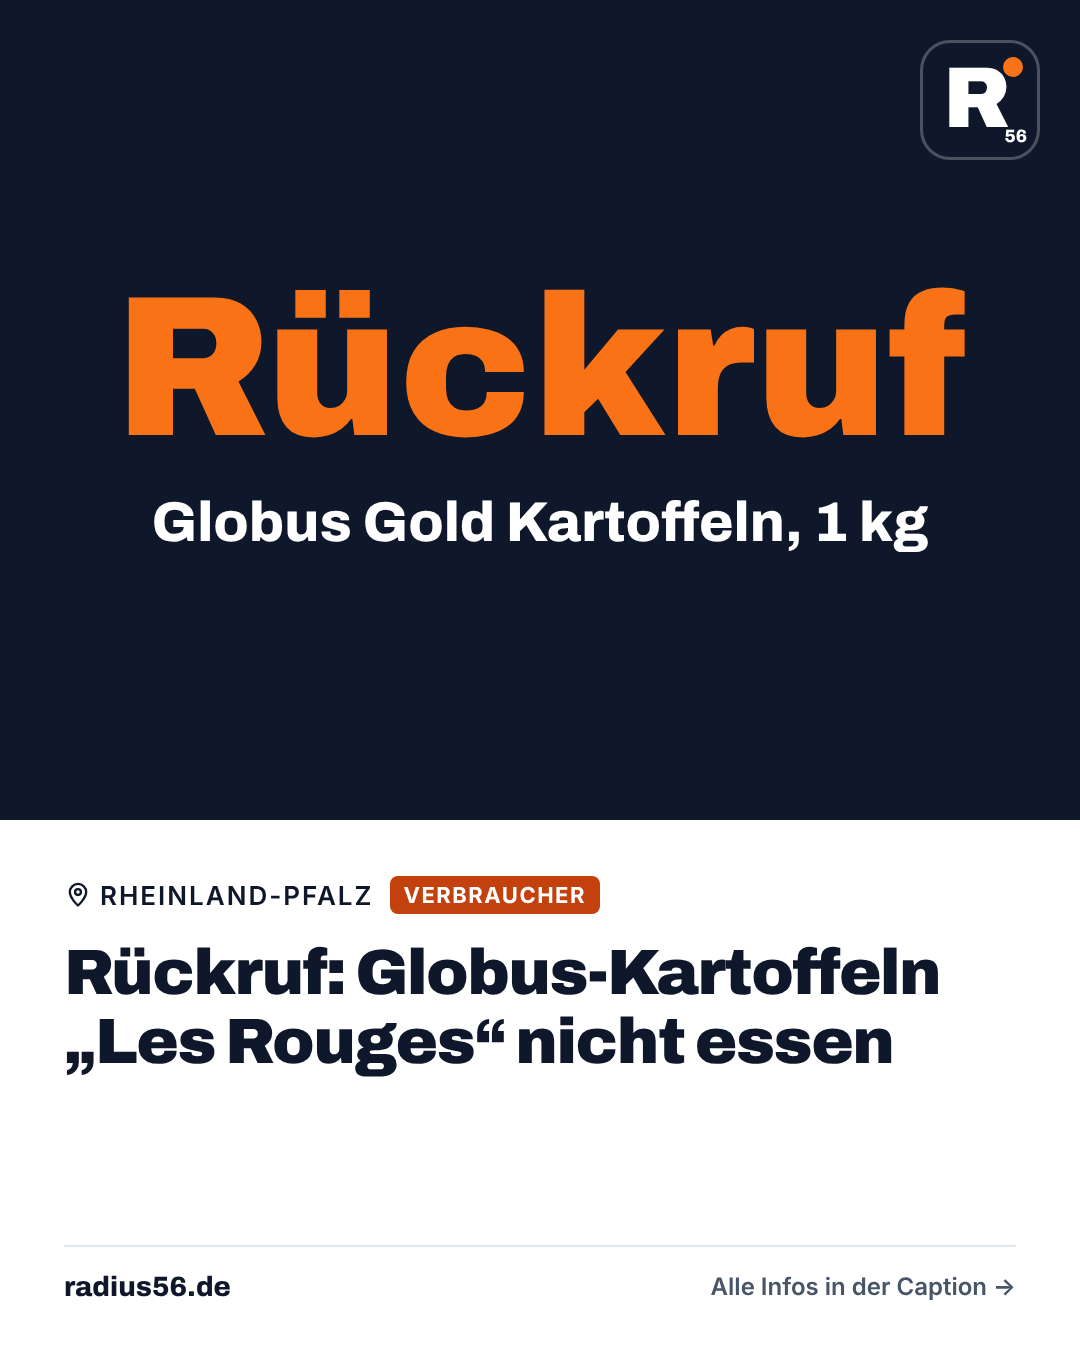 R
56
Rückruf
Globus Gold Kartoffeln, 1 kg
RHEINLAND-PFALZ VERBRAUCHER
Rückruf: Globus-Kartoffeln
„Les Rouges“ nicht essen
radius56.de Alle Infos in der Caption →